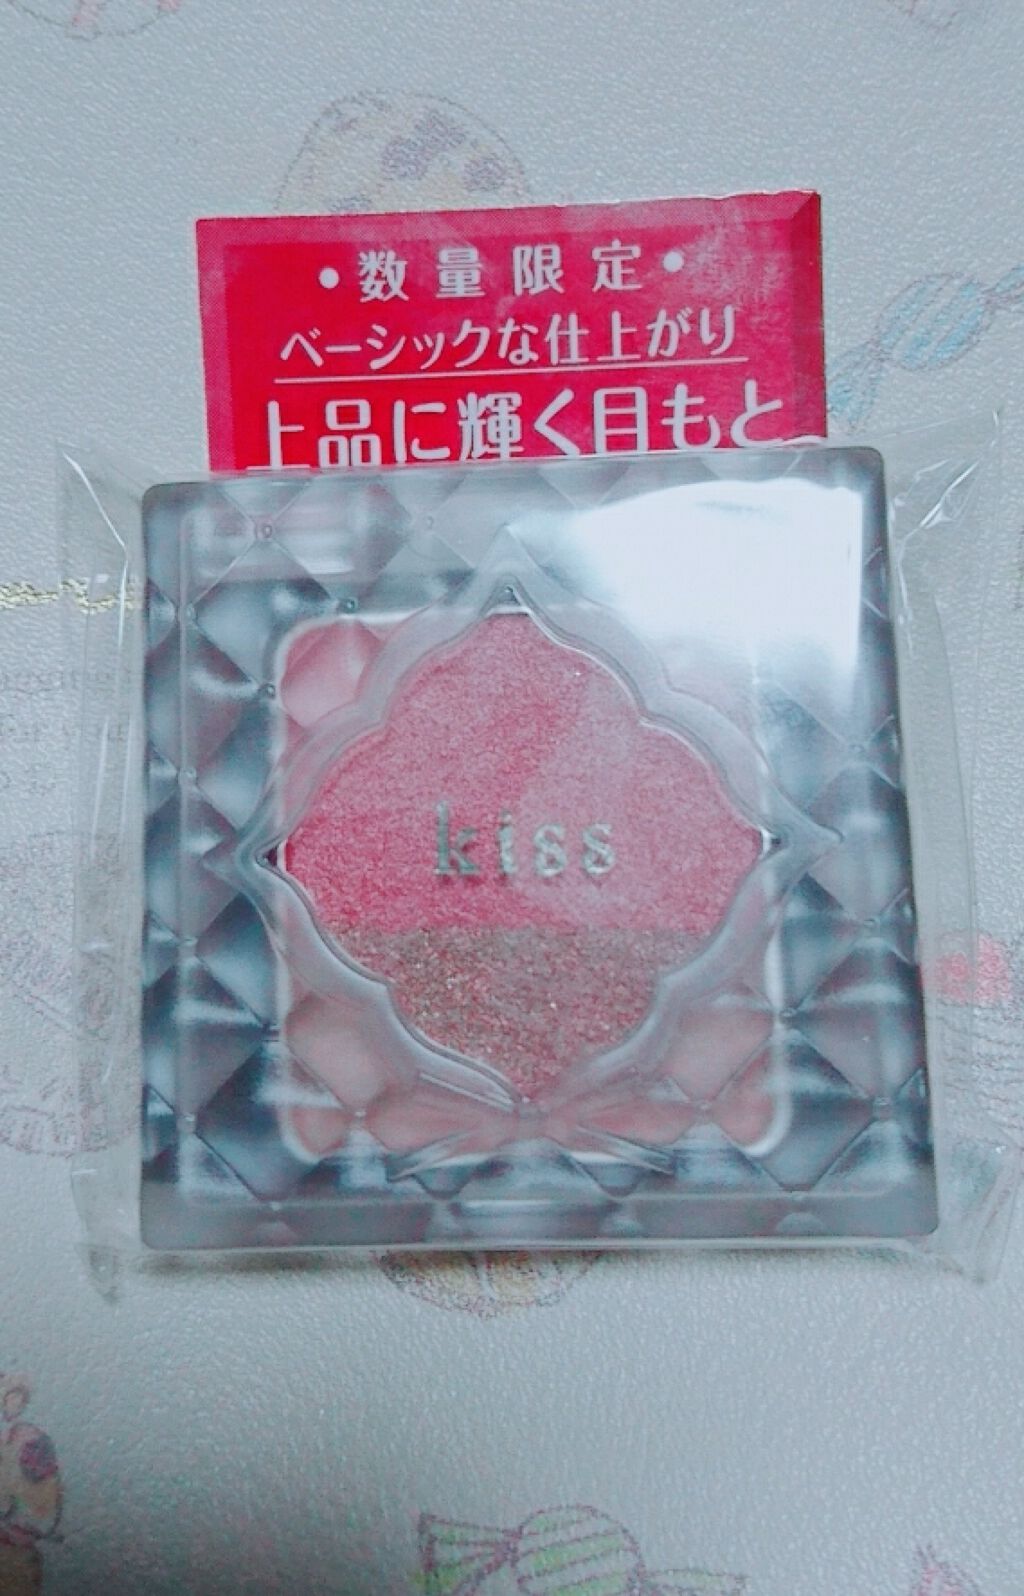 ・数量限定・
ベーシックな仕上がり
上品に輝く目もと
kiss